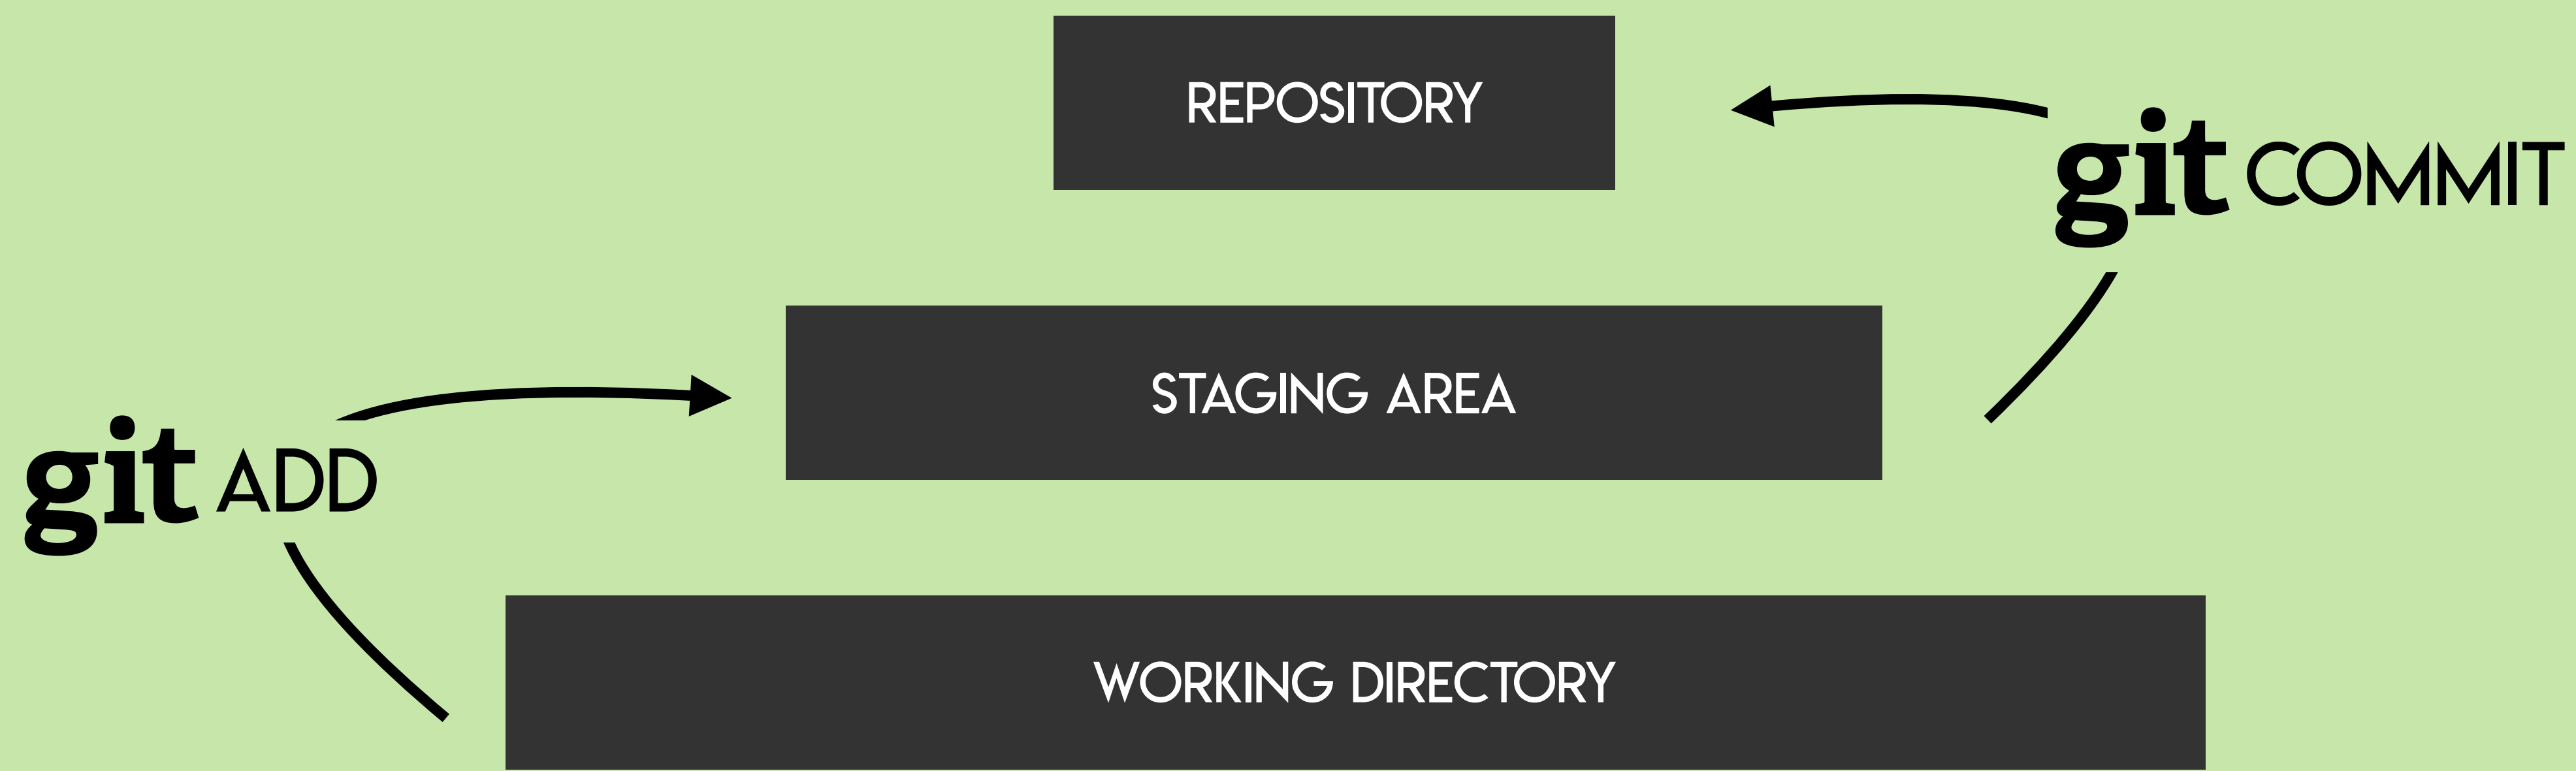 REPOSITORY
git COMMIT
STAGING AREA
git ADD
WORKING DIRECTORY